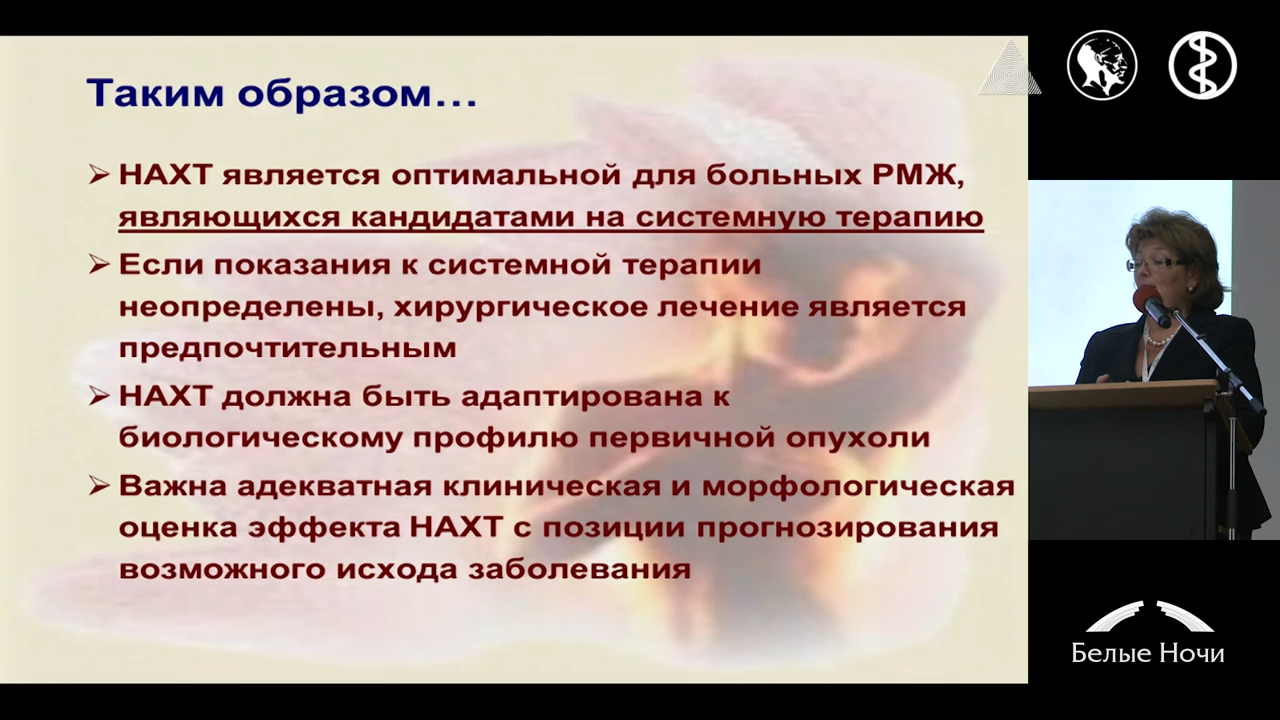 Таким образом...
НАХТ является оптимальной для больных РМЖ,
являющихся кандидатами на системную терапию
Если показания к системной терапии
неопределены, хирургическое лечение является
предпочтительным
НАХТ должна быть адаптирована к
биологическому профилю первичной опухоли
Важна адекватная клиническая и морфологическая
оценка эффекта НАХТ с позиции прогнозирования
возможного исхода заболевания
Белые Ночи